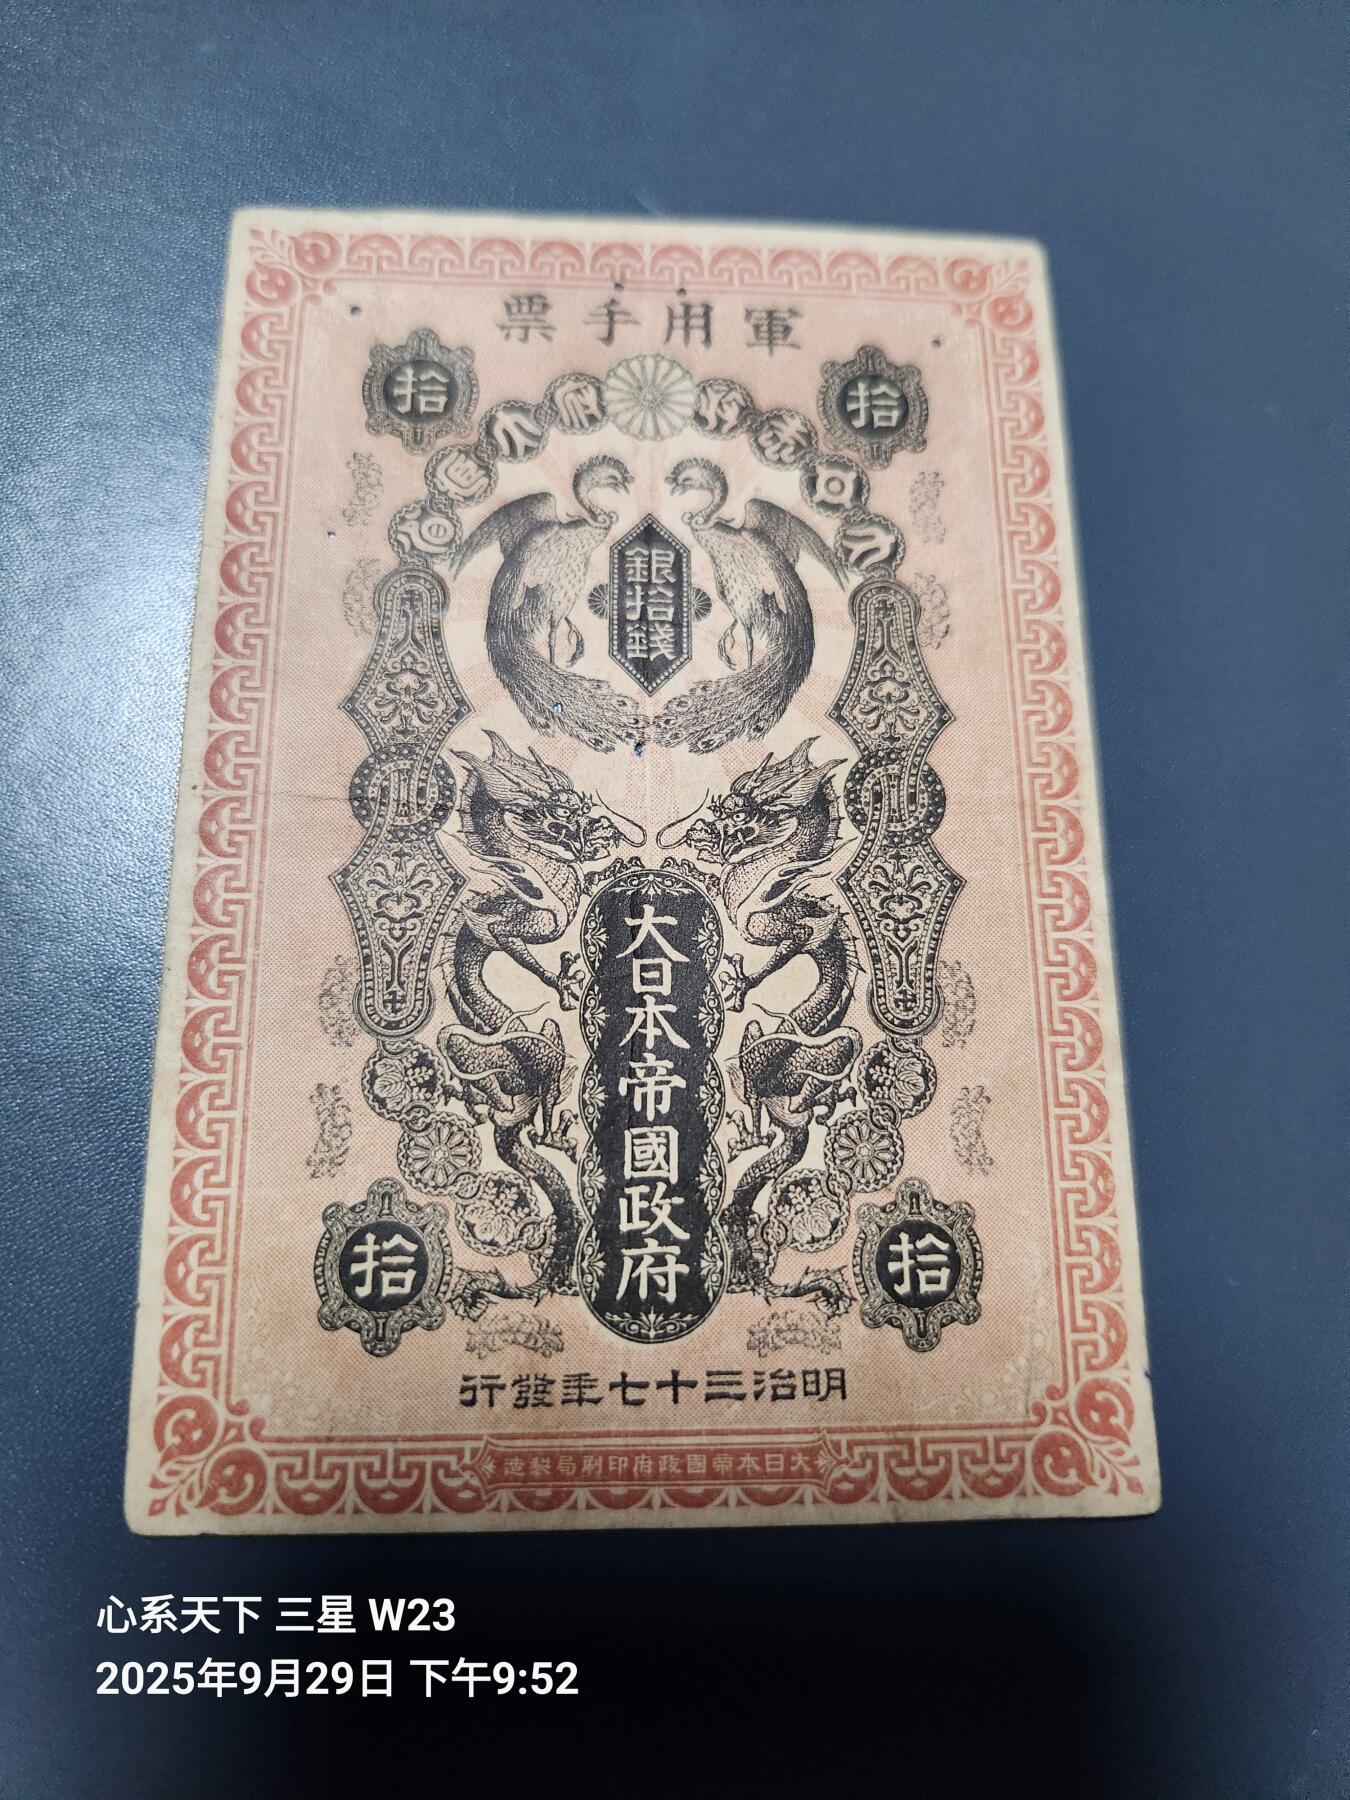 軍用手票
拾
拾
銀拾錢
大日本帝國政府
拾
拾
明治三十七年發行
大日本帝國政府印刷局製造
心系天下 三星 W23
2025年9月29日 下午9:52